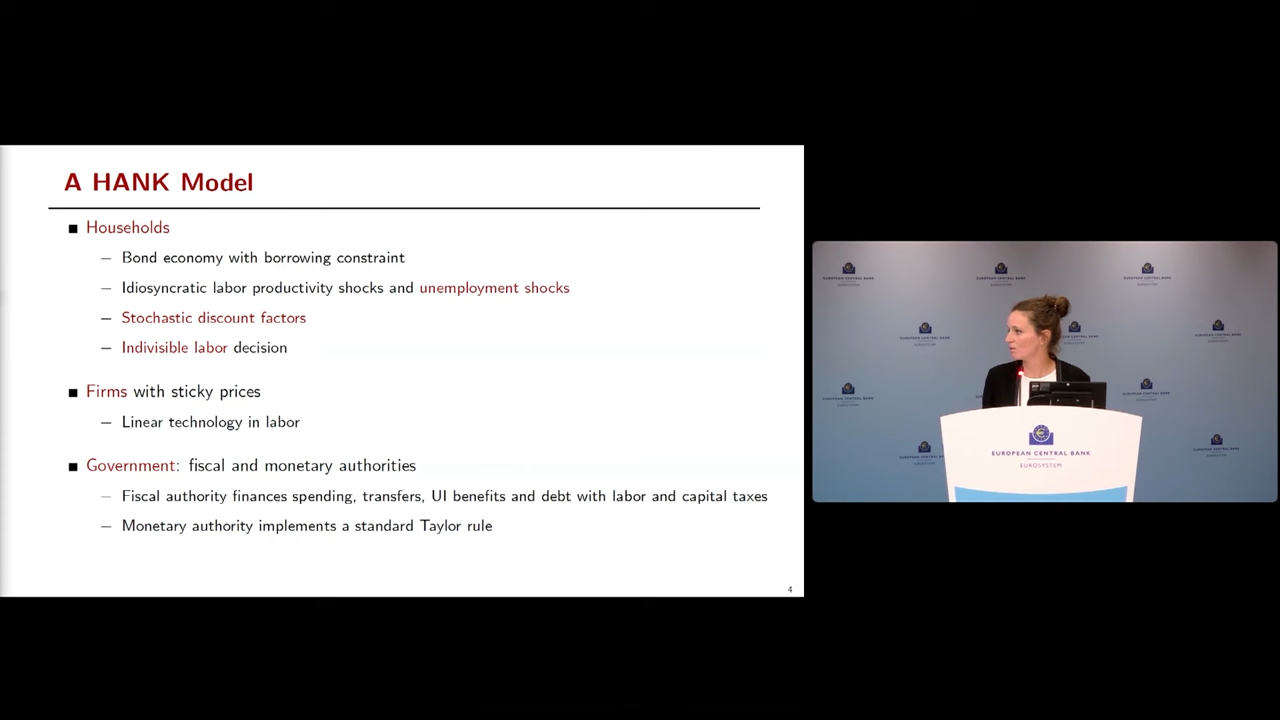 A HANK Model
■ Households
– Bond economy with borrowing constraint
– Idiosyncratic labor productivity shocks and unemployment shocks
– Stochastic discount factors
– Indivisible labor decision
■ Firms with sticky prices
– Linear technology in labor
■ Government: fiscal and monetary authorities
– Fiscal authority finances spending, transfers, UI benefits and debt with labor and capital taxes
– Monetary authority implements a standard Taylor rule
4
EUROPEAN CENTRAL BANK
EUROSYSTEM